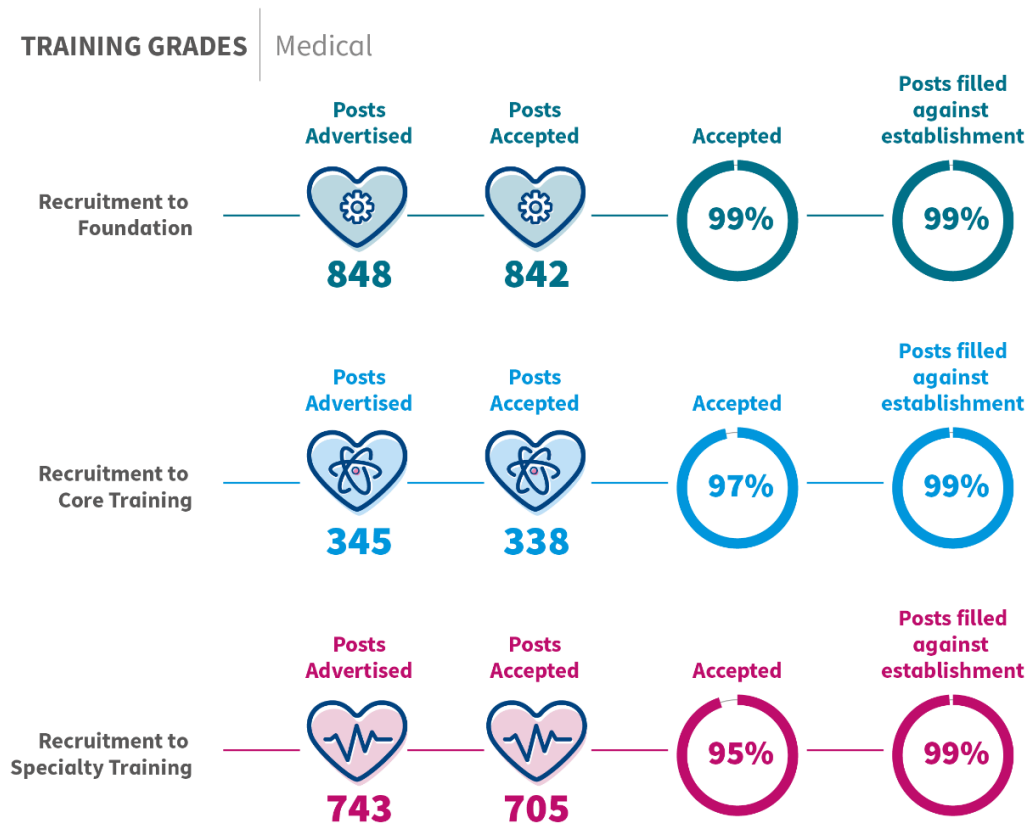 TRAINING GRADES | Medical
Posts Advertised
Posts Accepted
Accepted
Posts filled against establishment
Recruitment to Foundation
848
842
99%
99%
Posts Advertised
Posts Accepted
Accepted
Posts filled against establishment
Recruitment to Core Training
345
338
97%
99%
Posts Advertised
Posts Accepted
Accepted
Posts filled against establishment
Recruitment to Specialty Training
743
705
95%
99%